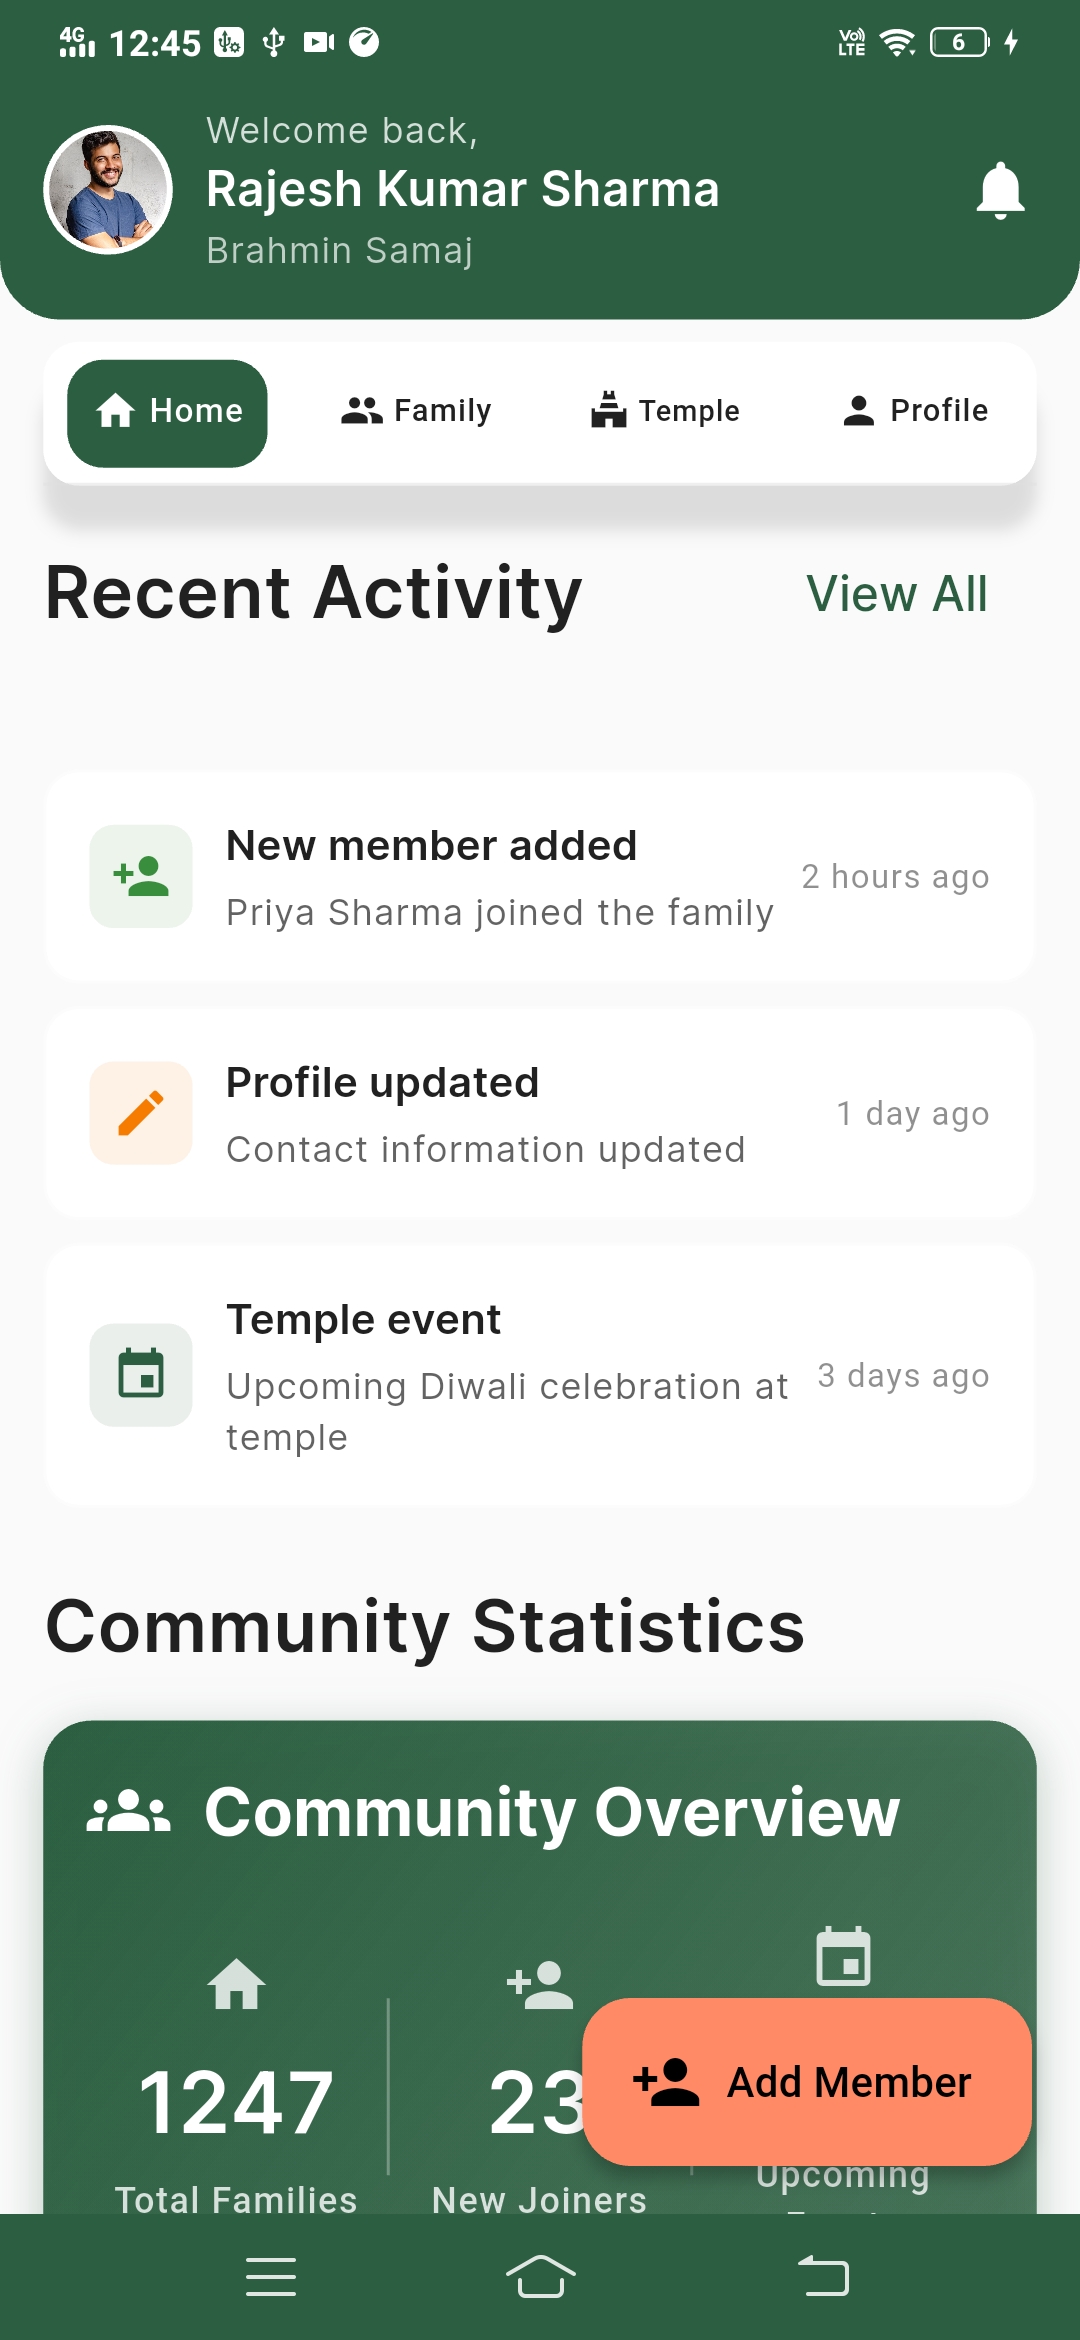 4G 12:45 Vo) LTE 6
Welcome back,
Rajesh Kumar Sharma
Brahmin Samaj
Home Family Temple Profile
Recent Activity View All
New member added
Priya Sharma joined the family
2 hours ago
Profile updated
Contact information updated
1 day ago
Temple event
Upcoming Diwali celebration at
temple
3 days ago
Community Statistics
Community Overview
1247 23
Add Member
Total Families New Joiners Upcoming